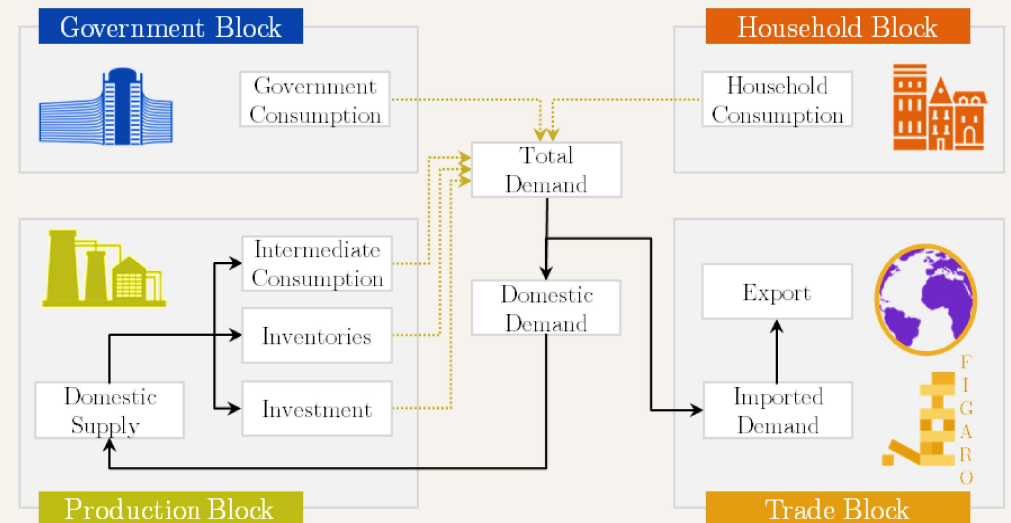 Government Block
Household Block
Government
Consumption
Household
Consumption
Total
Demand
Intermediate
Consumption
Inventories
Investment
Domestic
Supply
Domestic
Demand
Export
Imported
Demand
F
I
G
A
R
O
Production Block
Trade Block